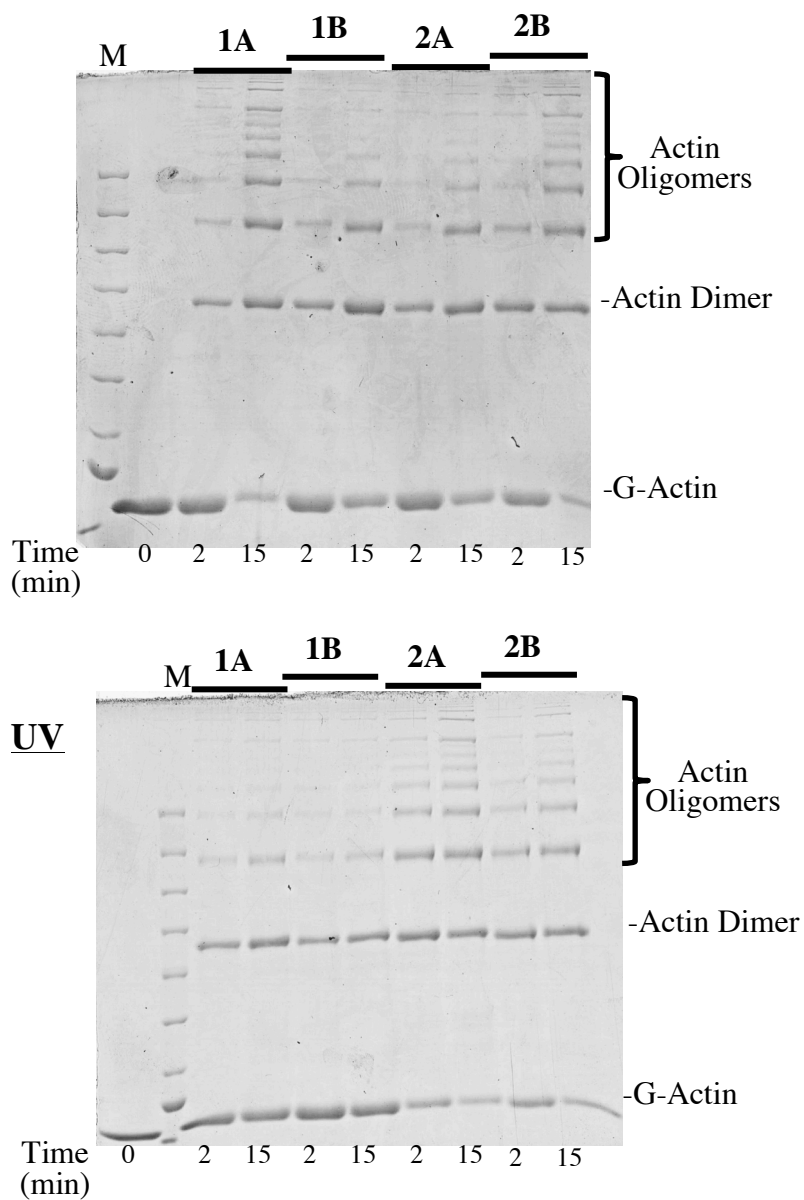 1A 1B 2A 2B
M
Actin
Oligomers
-Actin Dimer
-G-Actin
Time
(min)
0 2 15 2 15 2 15 2 15
1A 1B 2A 2B
M
UV
Actin
Oligomers
-Actin Dimer
-G-Actin
Time
(min)
0 2 15 2 15 2 15 2 15